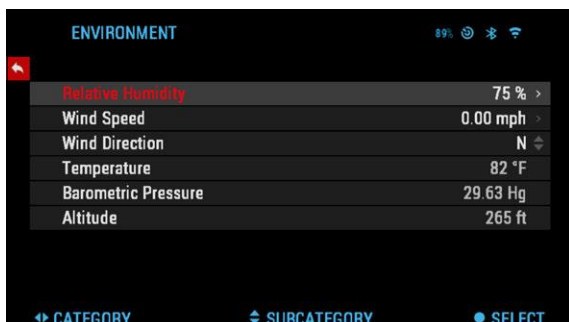 ENVIRONMENT 89%
Relative Humidity 75 % >
Wind Speed 0.00 mph >
Wind Direction N
Temperature 82 °F
Barometric Pressure 29.63 Hg
Altitude 265 ft
CATEGORY SUBCATEGORY SELECT